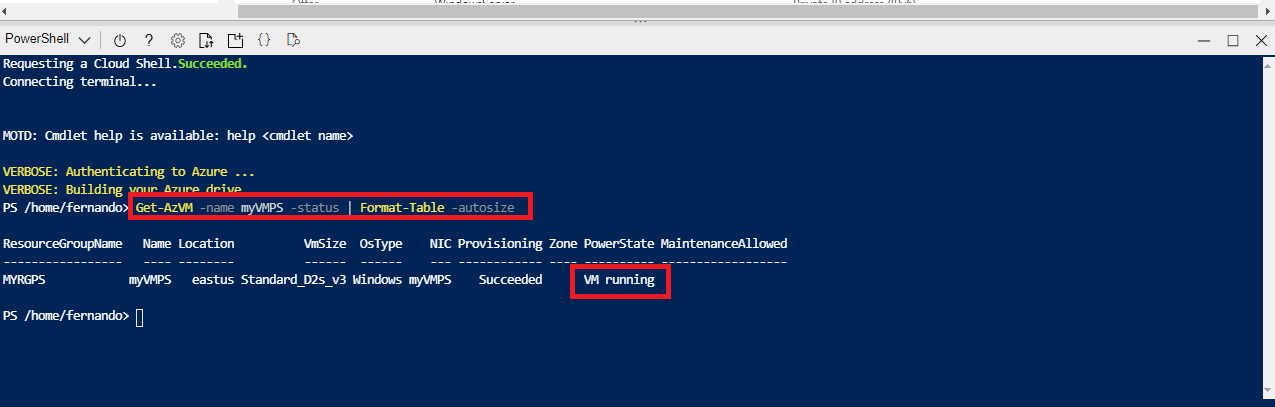 PowerShell
Requesting a Cloud Shell.Succeeded.
Connecting terminal...
MOTD: Cmdlet help is available: help <cmdlet name>
VERBOSE: Authenticating to Azure ...
VERBOSE: Building your Azure drive
PS /home/fernando> Get-AzVM -name myVMPS -status | Format-Table -autosize
ResourceGroupName Name Location VmSize OsType NIC Provisioning Zone PowerState MaintenanceAllowed
----------------- ---- -------- ------ ------ --- ------------ ---- ---------- ------------------
MYRGPS myVMPS eastus Standard_D2s_v3 Windows myVMPS Succeeded VM running
PS /home/fernando>